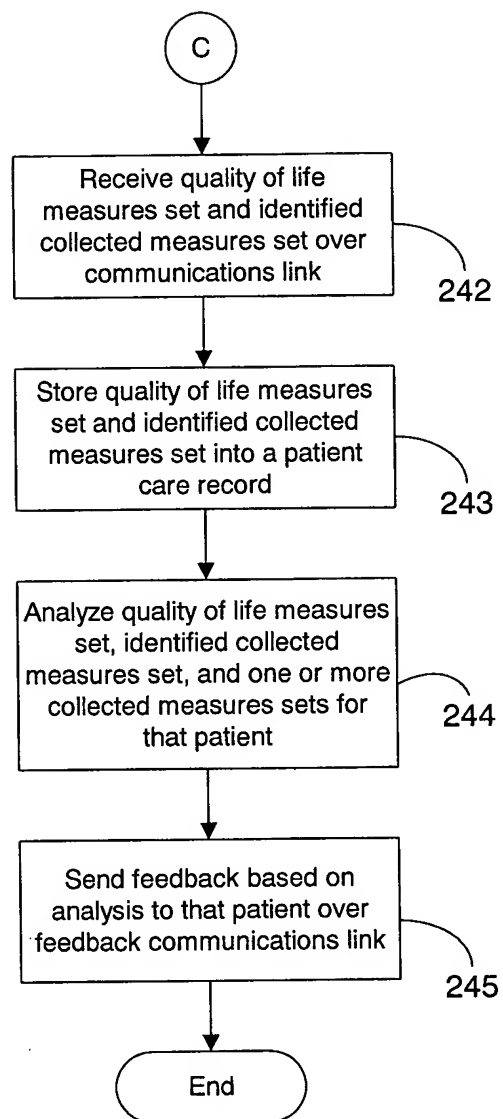 C
Receive quality of life
measures set and identified
collected measures set over
communications link
242
Store quality of life measures
set and identified collected
measures set into a patient
care record
243
Analyze quality of life measures
set, identified collected
measures set, and one or more
collected measures sets for
that patient
244
Send feedback based on
analysis to that patient over
feedback communications link
245
End